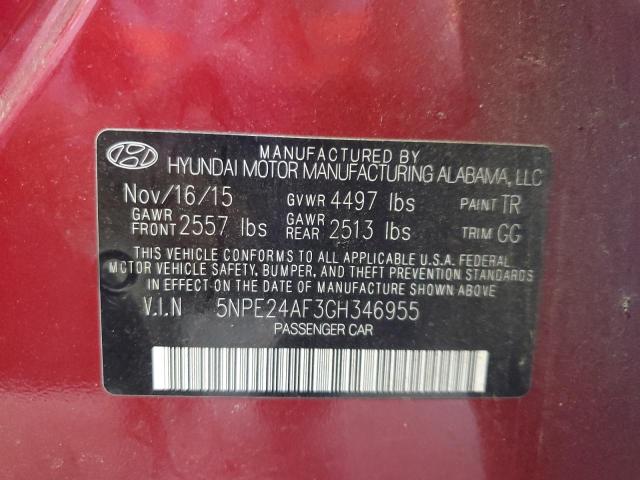 MANUFACTURED BY
HYUNDAI MOTOR MANUFACTURING ALABAMA, LLC
Nov/16/15 GVWR 4497 lbs PAINT TR
GAWR FRONT 2557 lbs GAWR REAR 2513 lbs TRIM GG
THIS VEHICLE CONFORMS TO ALL APPLICABLE U.S.A. FEDERAL
MOTOR VEHICLE SAFETY, BUMPER, AND THEFT PREVENTION STANDARDS
IN EFFECT ON THE DATE OF MANUFACTURE SHOWN ABOVE.
V.I.N 5NPE24AF3GH346955
PASSENGER CAR